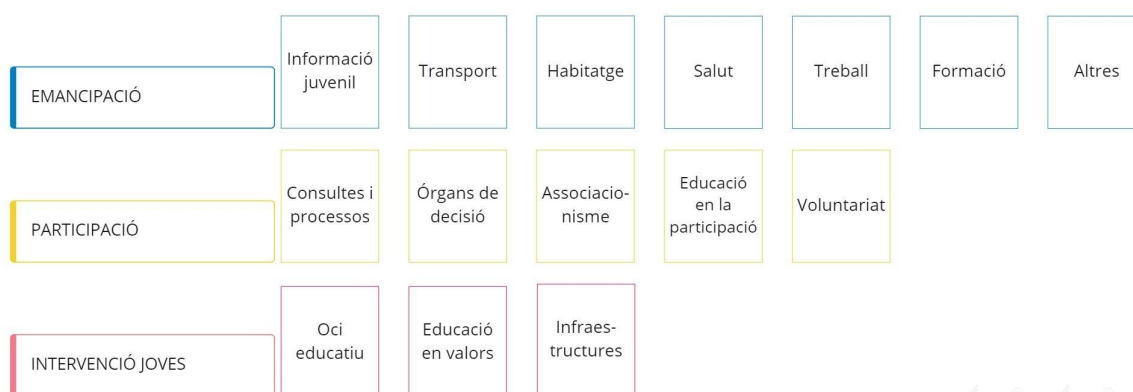 EMANCIPACIÓ
Informació
juvenil
Transport
Habitatge
Salut
Treball
Formació
Altres
PARTICIPACIÓ
Consultes i
processos
Òrgans de
decisió
Associacio-
nisme
Educació
en la
participació
Voluntariat
INTERVENCIÓ JOVES
Oci
educatiu
Educació
en valors
Infraes-
tructures